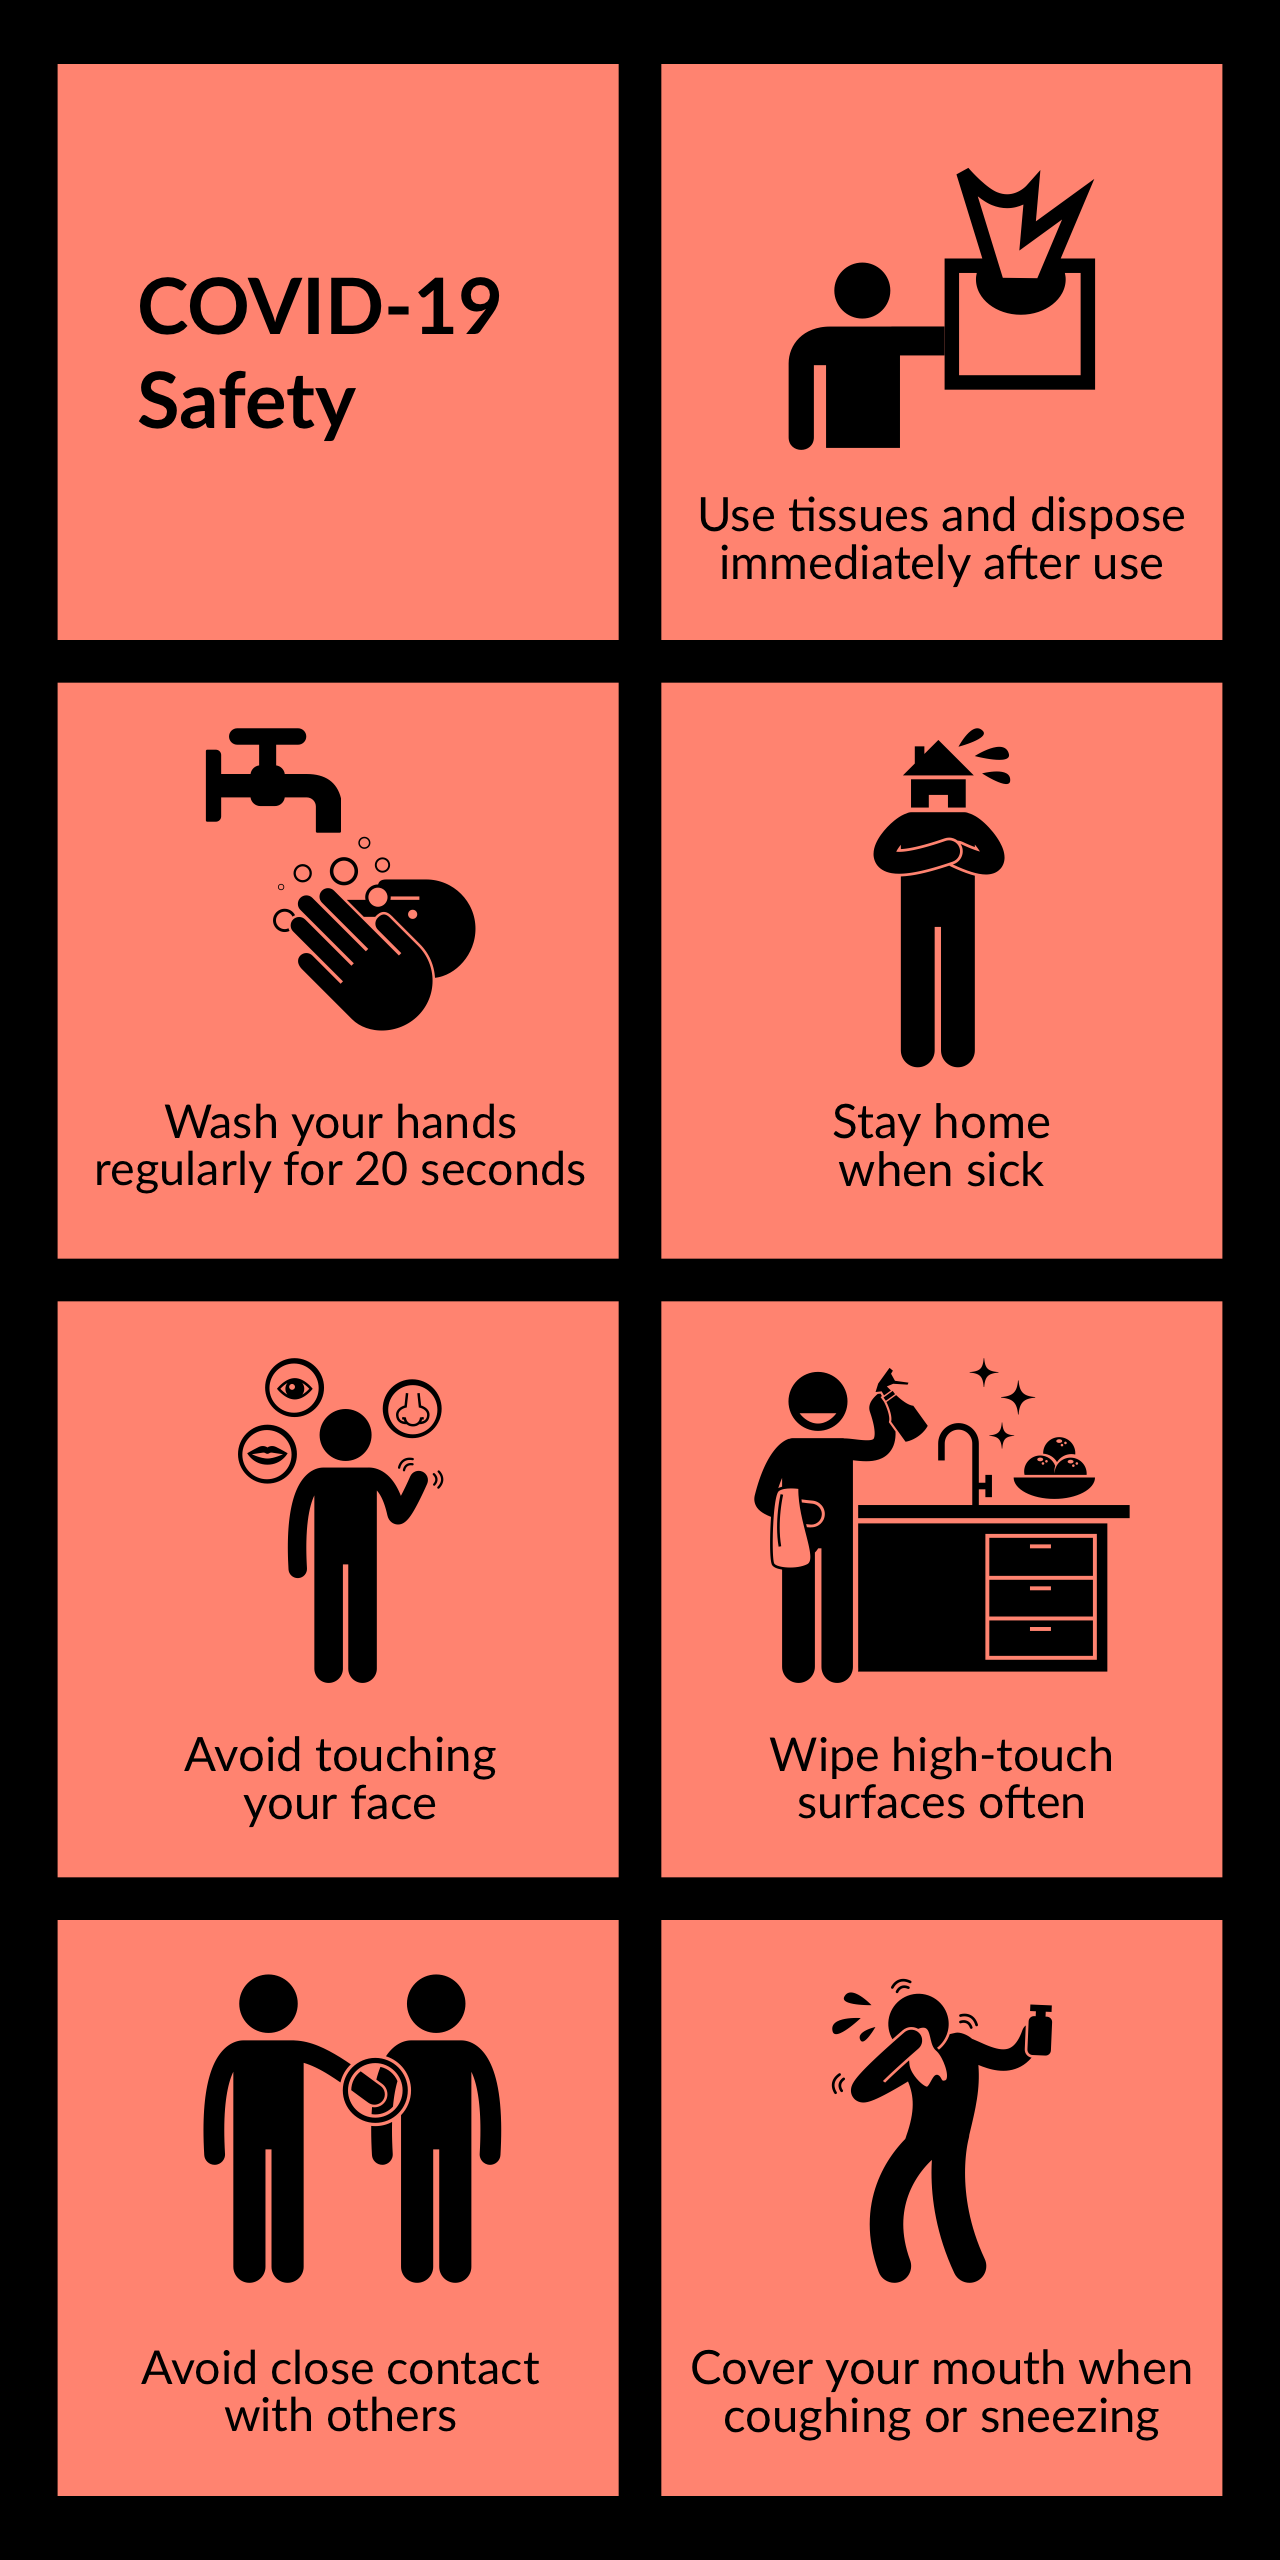 COVID-19
Safety
Use tissues and dispose
immediately after use
Wash your hands
regularly for 20 seconds
Stay home
when sick
Avoid touching
your face
Wipe high-touch
surfaces often
Avoid close contact
with others
Cover your mouth when
coughing or sneezing